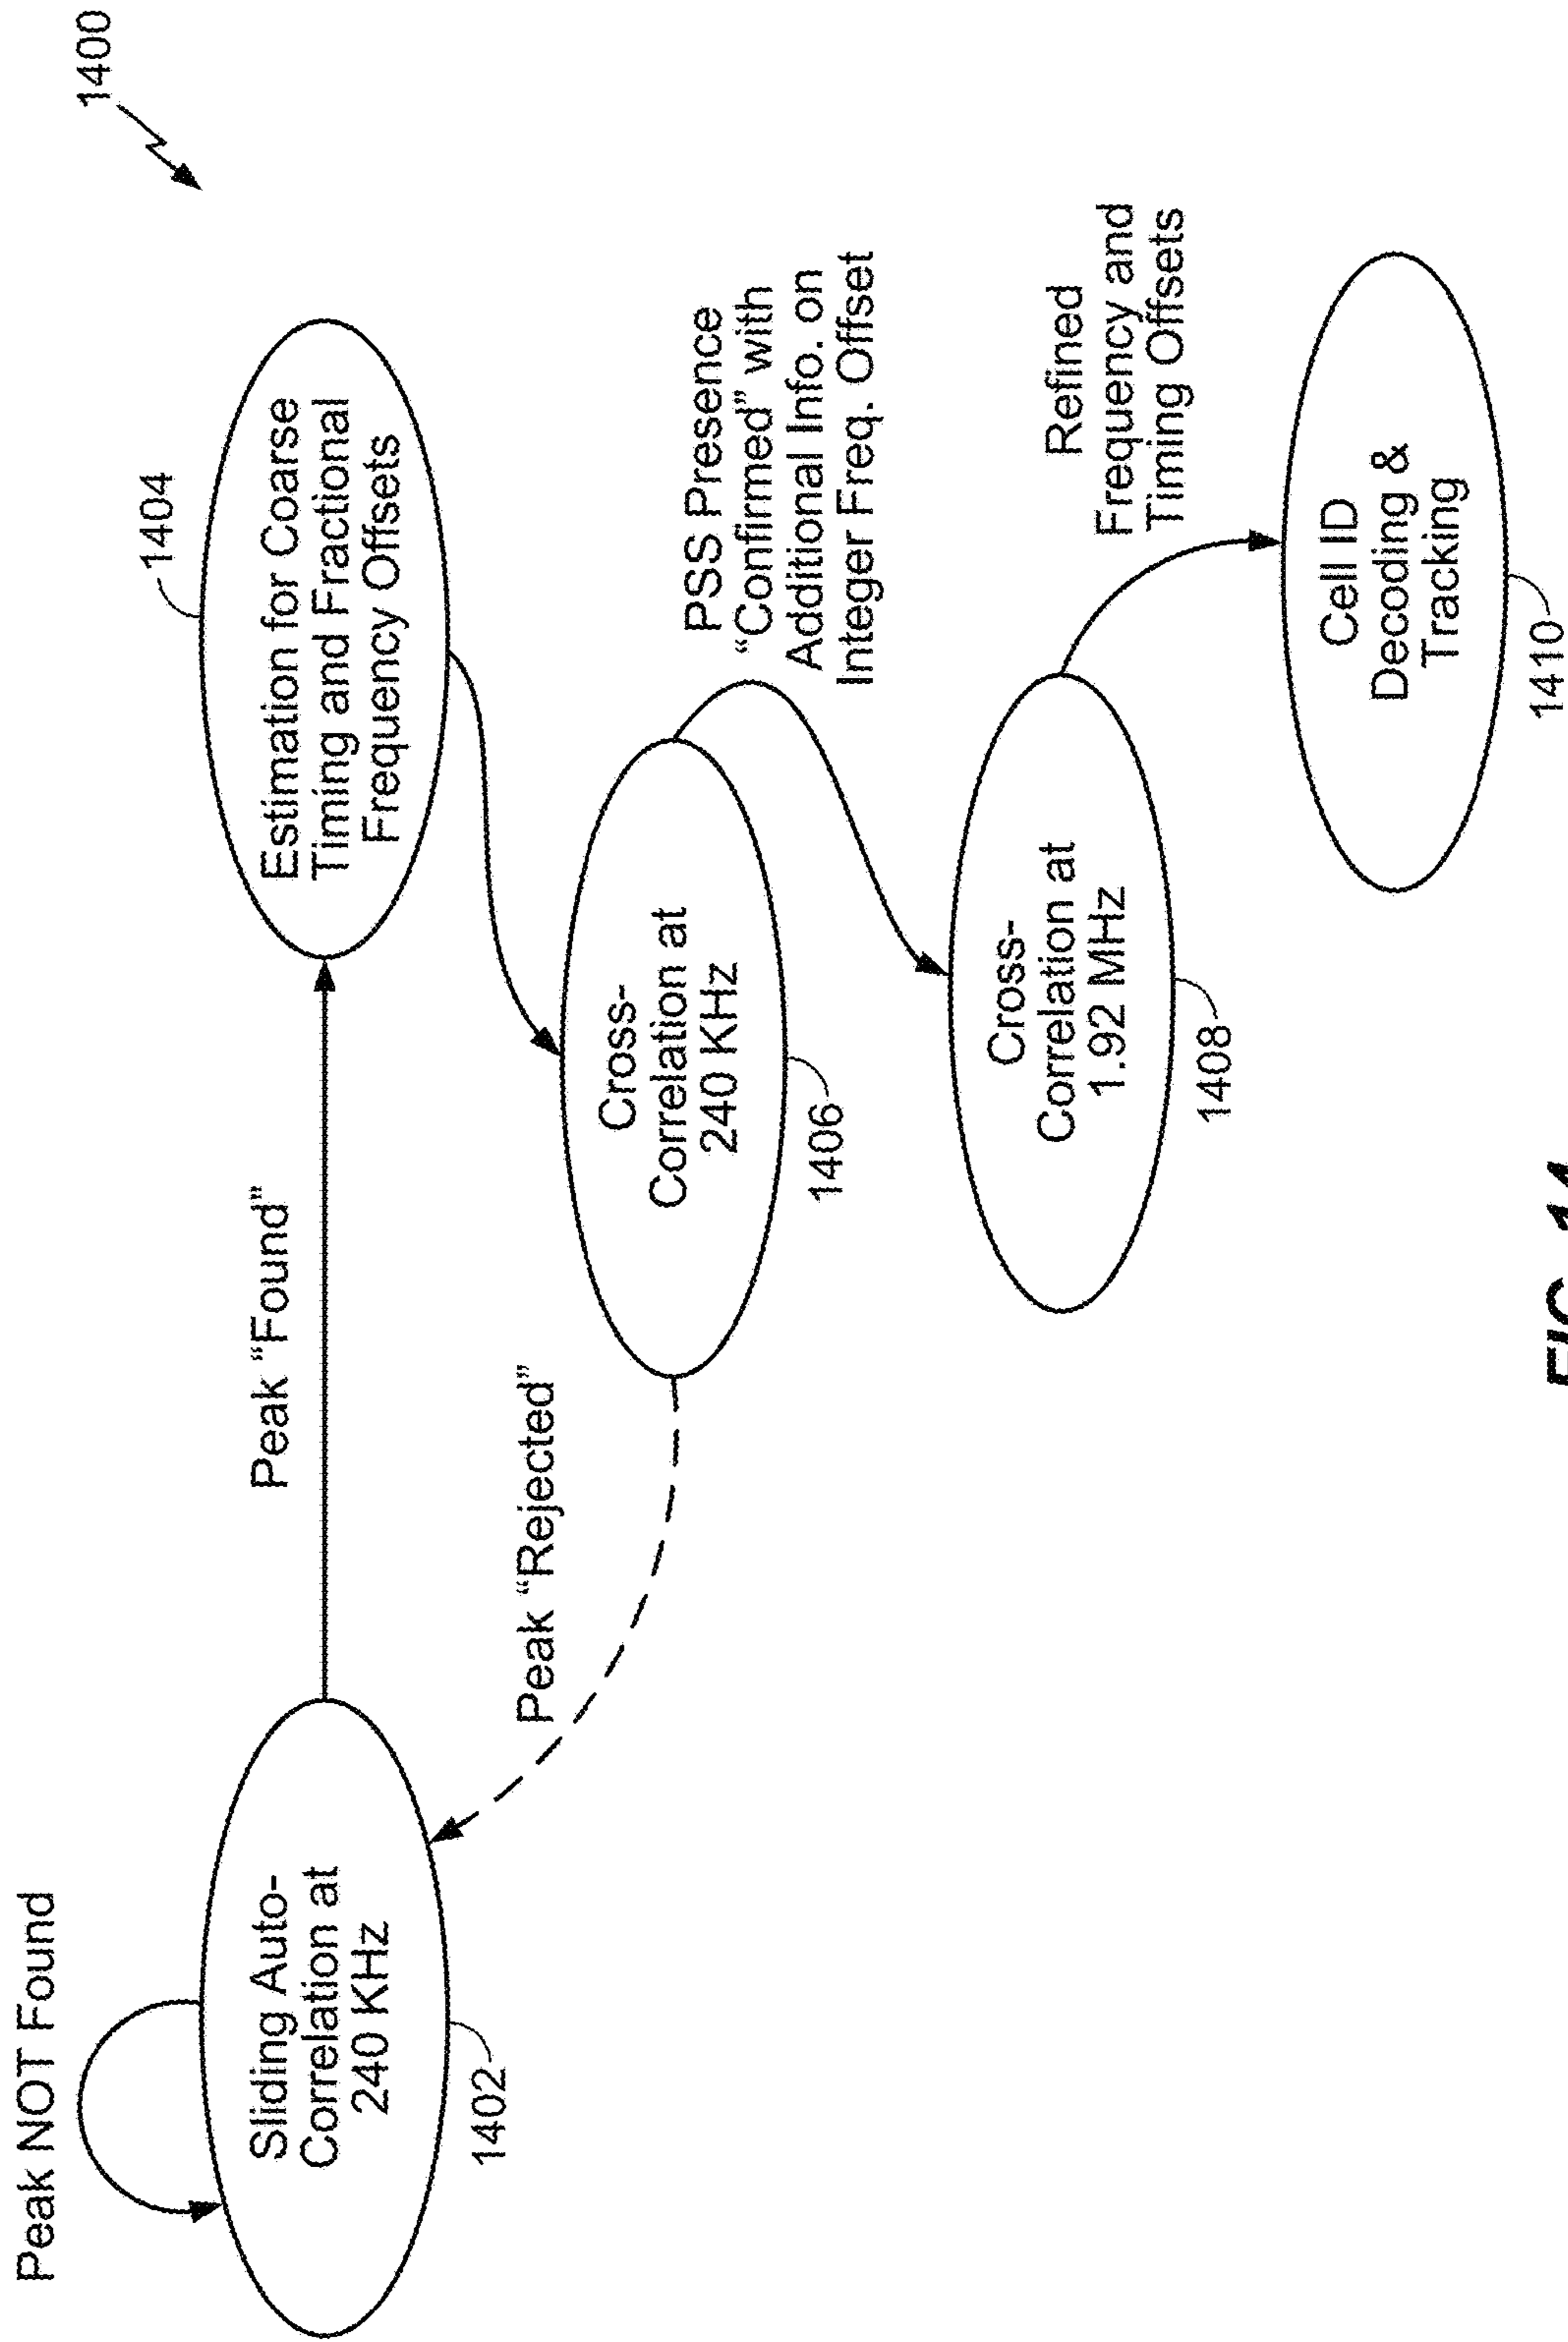 1400
Peak NOT Found
Sliding Auto-
Correlation at
240 KHz
1402
Peak “Found”
1404
Estimation for Coarse
Timing and Fractional
Frequency Offsets
Peak “Rejected”
Cross-
Correlation at
240 KHz
1406
PSS Presence
“Confirmed” with
Additional Info. on
Integer Freq. Offset
Cross-
Correlation at
1.92 MHz
1408
Refined
Frequency and
Timing Offsets
Cell ID
Decoding &
Tracking
1410
FIG. 14